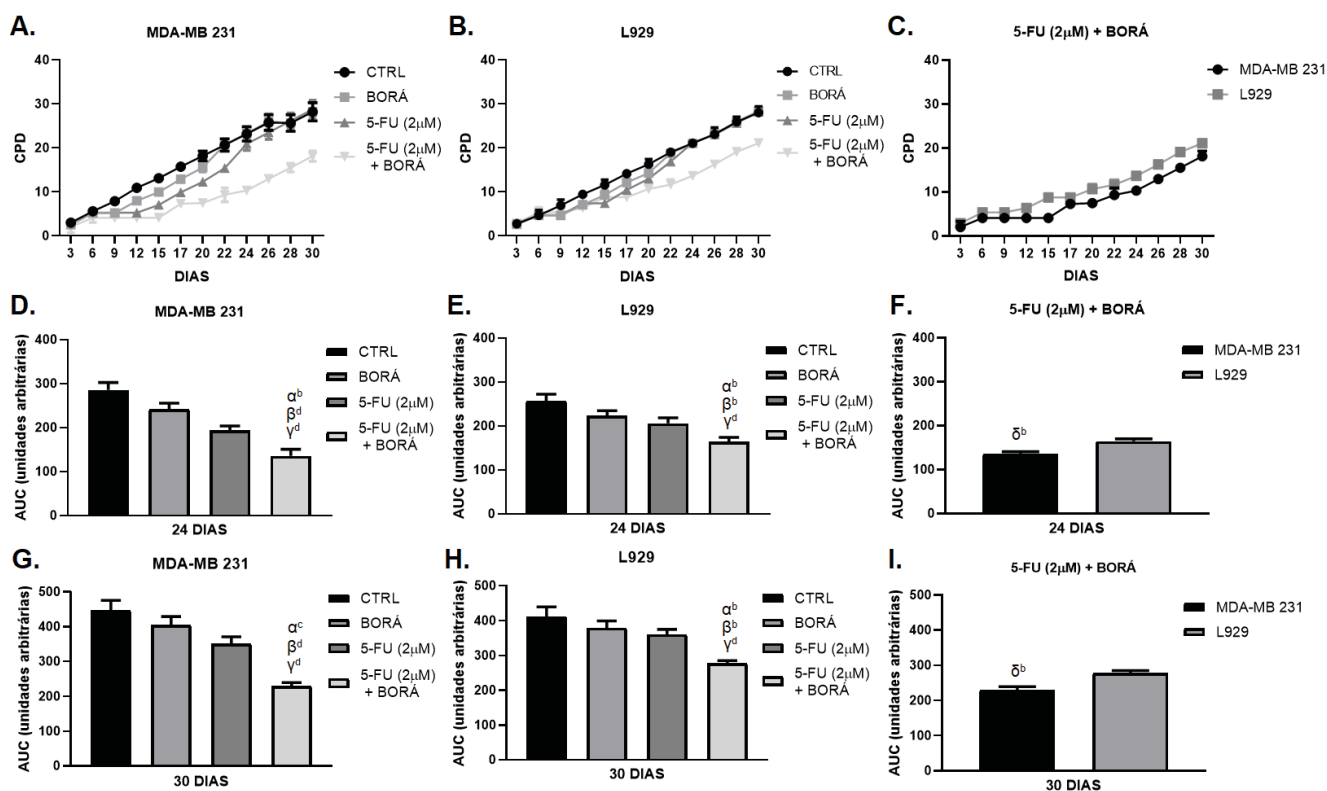 A.
MDA-MB 231
CPD
40
30
20
10
0
3 6 9 12 15 17 20 22 24 26 28 30
DIAS
CTRL
BORÁ
5-FU (2µM)
5-FU (2µM)
+ BORÁ
B.
L929
CPD
40
30
20
10
0
3 6 9 12 15 17 20 22 24 26 28 30
DIAS
CTRL
BORÁ
5-FU (2µM)
5-FU (2µM)
+ BORÁ
C.
5-FU (2µM) + BORÁ
CPD
40
30
20
10
0
3 6 9 12 15 17 20 22 24 26 28 30
DIAS
MDA-MB 231
L929
D.
MDA-MB 231
AUC (unidades arbitrárias)
400
300
200
100
0
αᵇ
βᵈ
γᵈ
24 DIAS
CTRL
BORÁ
5-FU (2µM)
5-FU (2µM)
+ BORÁ
E.
L929
AUC (unidades arbitrárias)
400
300
200
100
0
αᵇ
βᵇ
γᵈ
24 DIAS
CTRL
BORÁ
5-FU (2µM)
5-FU (2µM)
+ BORÁ
F.
5-FU (2µM) + BORÁ
AUC (unidades arbitrárias)
400
300
200
100
0
δᵇ
24 DIAS
MDA-MB 231
L929
G.
MDA-MB 231
AUC (unidades arbitrárias)
500
400
300
200
100
0
αᶜ
βᵈ
γᵈ
30 DIAS
CTRL
BORÁ
5-FU (2µM)
5-FU (2µM)
+ BORÁ
H.
L929
AUC (unidades arbitrárias)
500
400
300
200
100
0
αᵇ
βᵇ
γᵈ
30 DIAS
CTRL
BORÁ
5-FU (2µM)
5-FU (2µM)
+ BORÁ
I.
5-FU (2µM) + BORÁ
AUC (unidades arbitrárias)
500
400
300
200
100
0
δᵇ
30 DIAS
MDA-MB 231
L929